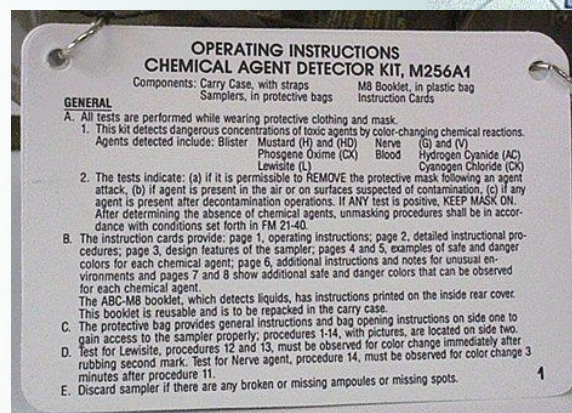 OPERATING INSTRUCTIONS
CHEMICAL AGENT DETECTOR KIT, M256A1
Components: Carry Case, with straps M8 Booklet, in plastic bag
Samplers, in protective bags Instruction Cards
GENERAL
A. All tests are performed while wearing protective clothing and mask.
1. This kit detects dangerous concentrations of toxic agents by color-changing chemical reactions.
Agents detected include: Blister Mustard (H) and (HD) Nerve (G) and (V)
Phosgene Oxime (CX) Blood Hydrogen Cyanide (AC)
Lewisite (L) Cyanogen Chloride (CK)
2. The tests indicate: (a) if it is permissible to REMOVE the protective mask following an agent
attack, (b) if agent is present in the air or on surfaces suspected of contamination, (c) if any
agent is present after decontamination operations. If ANY test is positive, KEEP MASK ON.
After determining the absence of chemical agents, unmasking procedures shall be in accor-
dance with conditions set forth in FM 21-40.
B. The instruction cards provide: page 1, operating instructions; page 2, detailed instructional pro-
cedures; page 3, design features of the sampler; pages 4 and 5, examples of safe and danger
colors for each chemical agent; page 6, additional instructions and notes for unusual en-
vironments and pages 7 and 8 show additional safe and danger colors that can be observed
for each chemical agent.
The ABC-M8 booklet, which detects liquids, has instructions printed on the inside rear cover.
This booklet is reusable and is to be repacked in the carry case.
C. The protective bag provides general instructions and bag opening instructions on side one to
gain access to the sampler properly; procedures 1-14, with pictures, are located on side two.
D. Test for Lewisite, procedures 12 and 13, must be observed for color change immediately after
rubbing second mark. Test for Nerve agent, procedure 14, must be observed for color change 3
minutes after procedure 11.
E. Discard sampler if there are any broken or missing ampoules or missing spots.
1